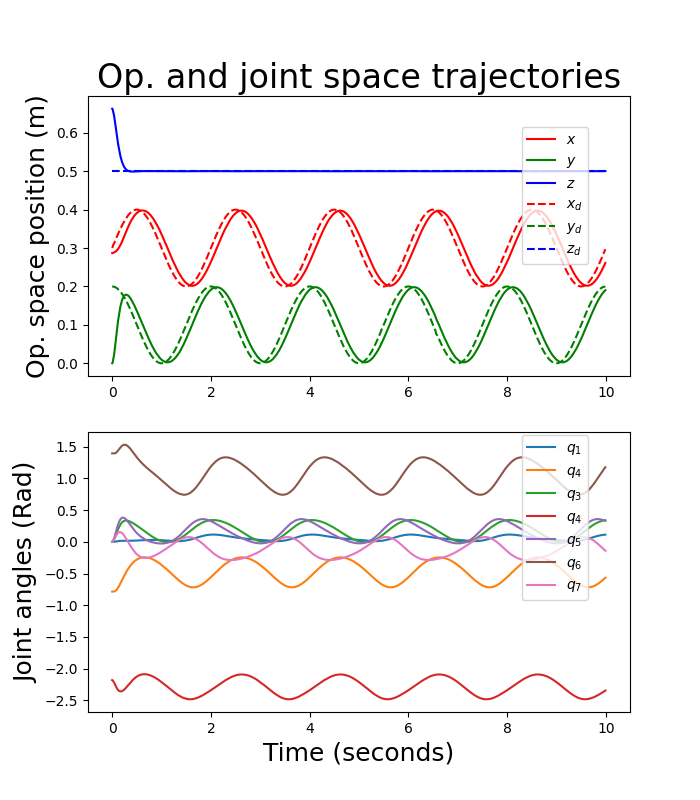 Op. and joint space trajectories
Op. space position (m)
0.6
0.5
0.4
0.3
0.2
0.1
0.0
x
y
z
x_d
y_d
z_d
0 2 4 6 8 10
Joint angles (Rad)
1.5
1.0
0.5
0.0
−0.5
−1.0
−1.5
−2.0
−2.5
q_1
q_4
q_3
q_4
q_5
q_6
q_7
0 2 4 6 8 10
Time (seconds)